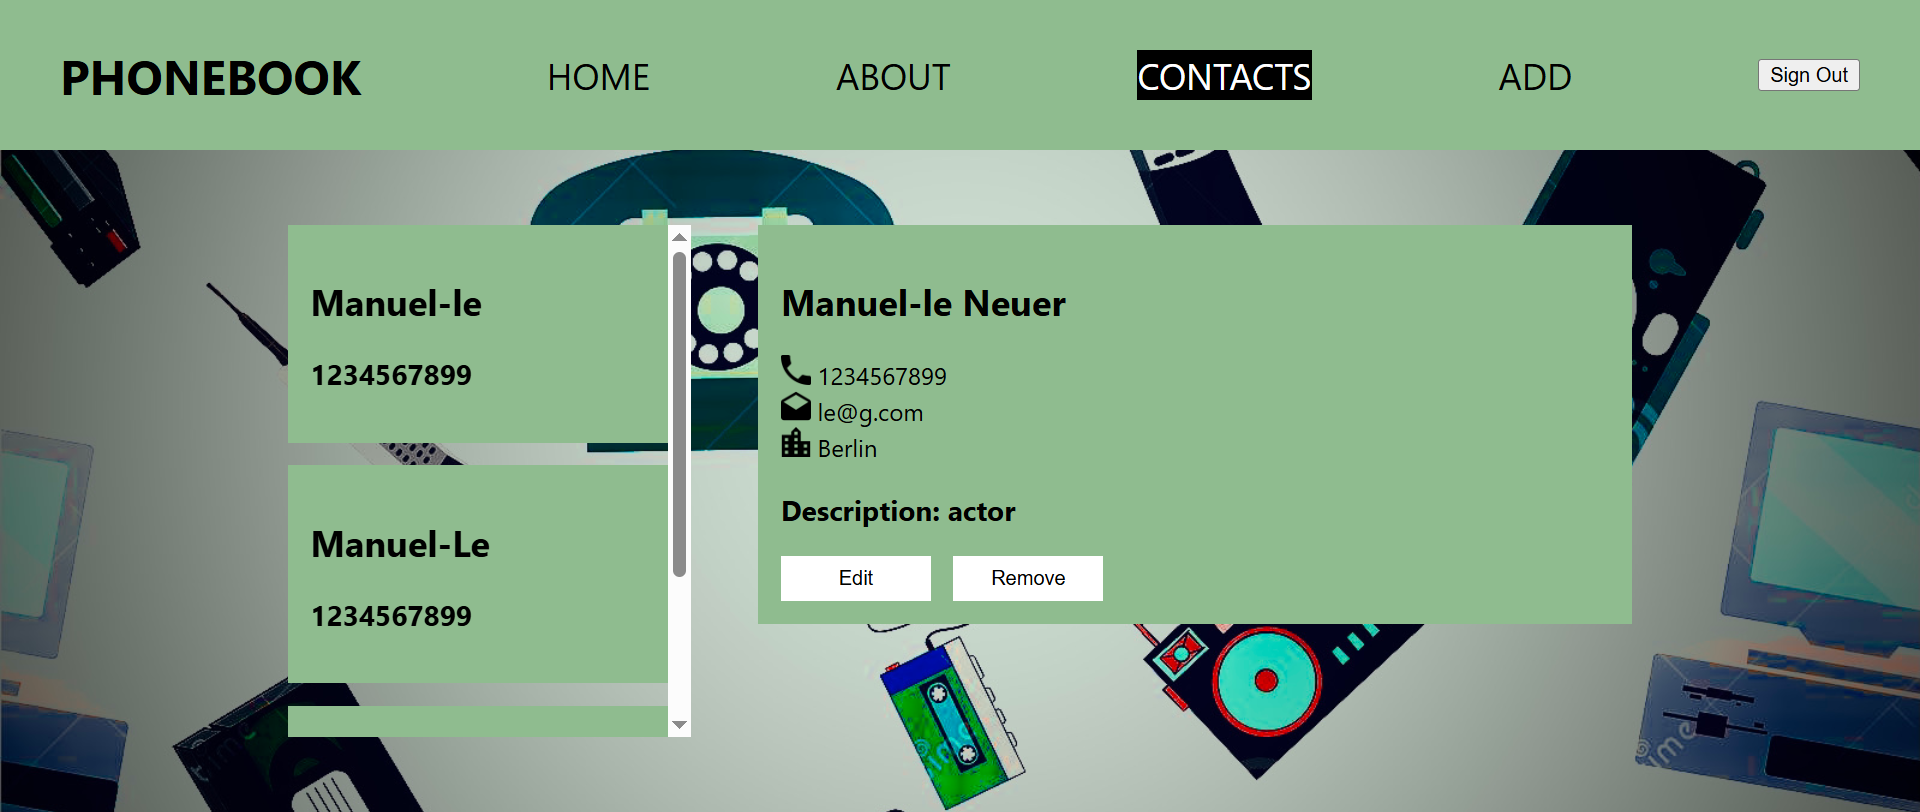 PHONEBOOK HOME ABOUT CONTACTS ADD Sign Out
Manuel-le
1234567899
Manuel-Le
1234567899
Manuel-le Neuer
1234567899
le@g.com
Berlin
Description: actor
Edit Remove